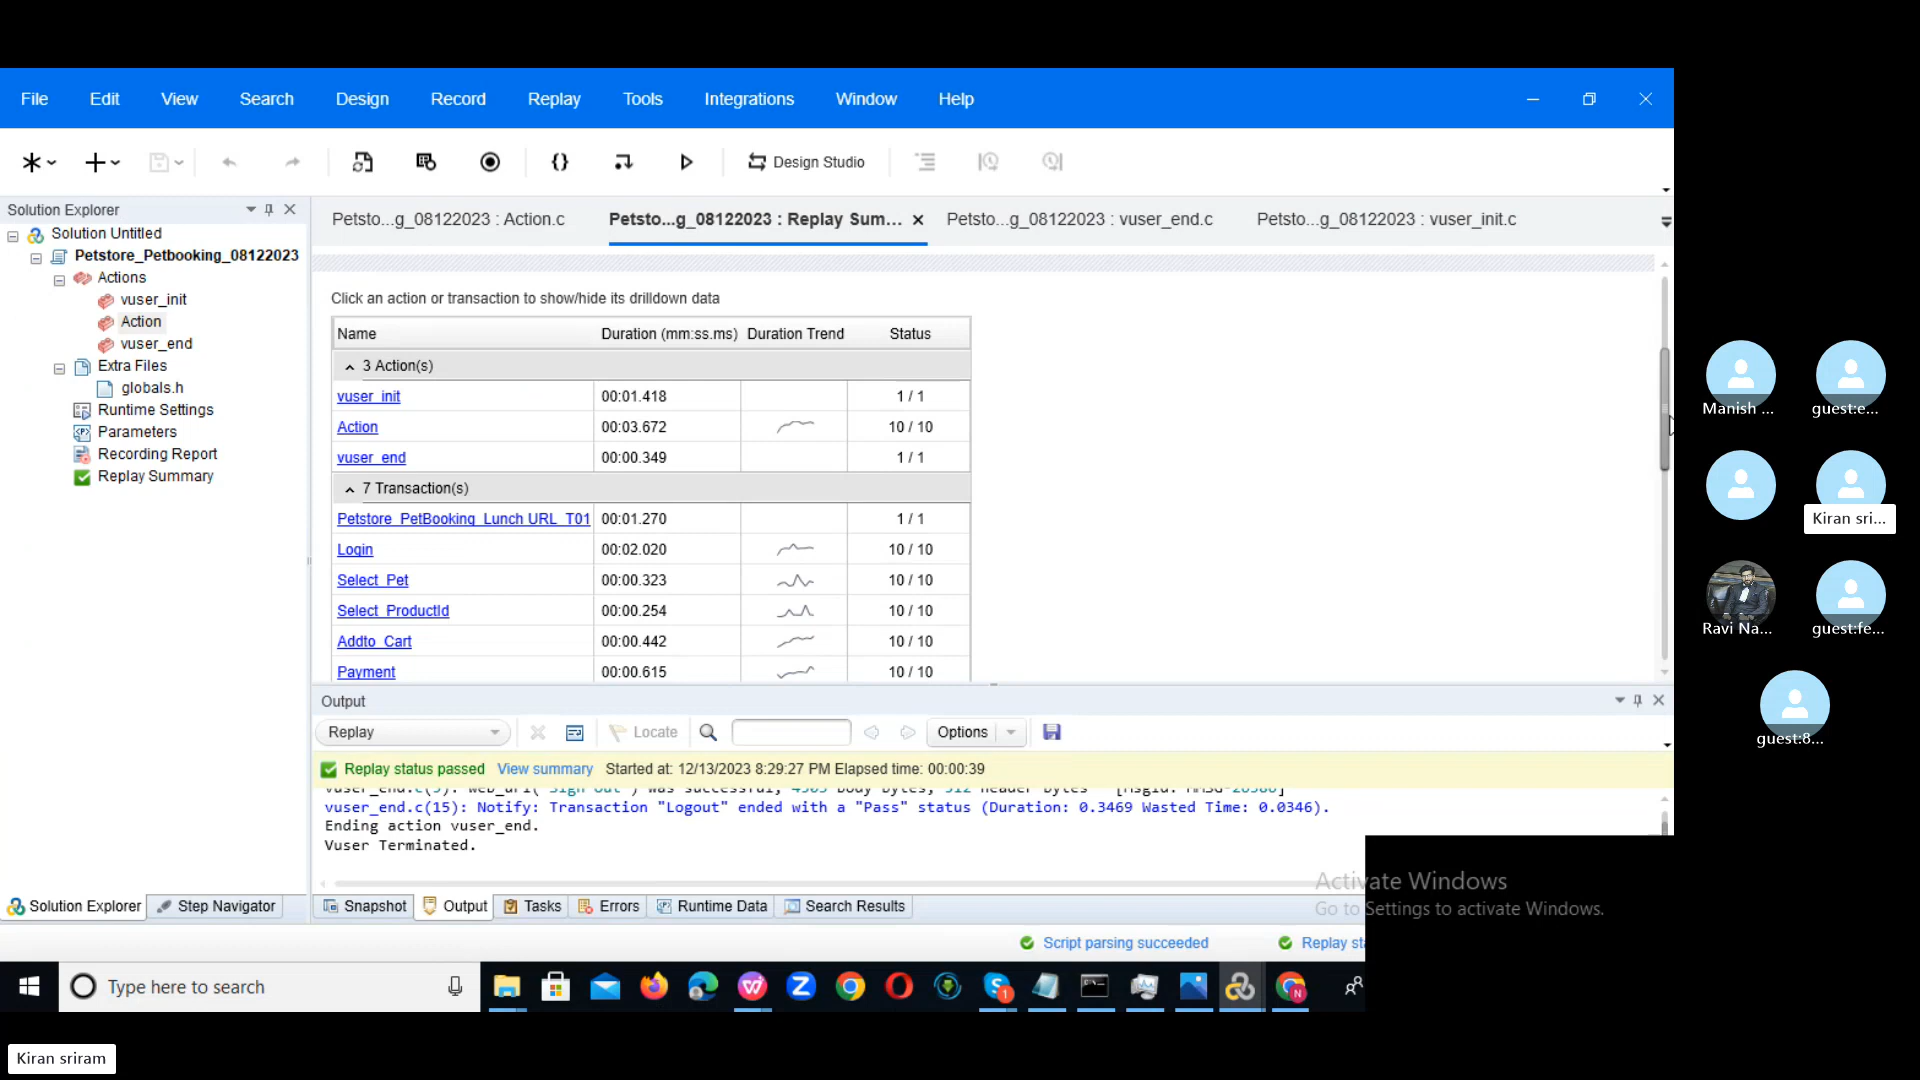 File Edit View Search Design Record Replay Tools Integrations Window Help
Design Studio
Solution Explorer
Solution Untitled
Petstore_Petbooking_08122023
Actions
vuser_init
Action
vuser_end
Extra Files
globals.h
Runtime Settings
Parameters
Recording Report
Replay Summary
Petsto...g_08122023 : Action.c Petsto...g_08122023 : Replay Sum... Petsto...g_08122023 : vuser_end.c Petsto...g_08122023 : vuser_init.c
Click an action or transaction to show/hide its drilldown data
Name Duration (mm:ss.ms) Duration Trend Status
3 Action(s)
vuser_init 00:01.418 1 / 1
Action 00:03.672 10 / 10
vuser_end 00:00.349 1 / 1
7 Transaction(s)
Petstore_PetBooking_Lunch URL_T01 00:01.270 1 / 1
Login 00:02.020 10 / 10
Select_Pet 00:00.323 10 / 10
Select_ProductId 00:00.254 10 / 10
Addto_Cart 00:00.442 10 / 10
Payment 00:00.615 10 / 10
Output
Replay Locate Options
Replay status passed View summary Started at: 12/13/2023 8:29:27 PM Elapsed time: 00:00:39
vuser_end.c(15): Notify: Transaction "Logout" ended with a "Pass" status (Duration: 0.3469 Wasted Time: 0.0346).
Ending action vuser_end.
Vuser Terminated.
Solution Explorer Step Navigator Snapshot Output Tasks Errors Runtime Data Search Results
Script parsing succeeded Replay sta
Activate Windows
Go to Settings to activate Windows.
Type here to search
Manish ... guest:e...
Kiran sri...
Ravi Na... guest:fe...
guest:8...
Kiran sriram